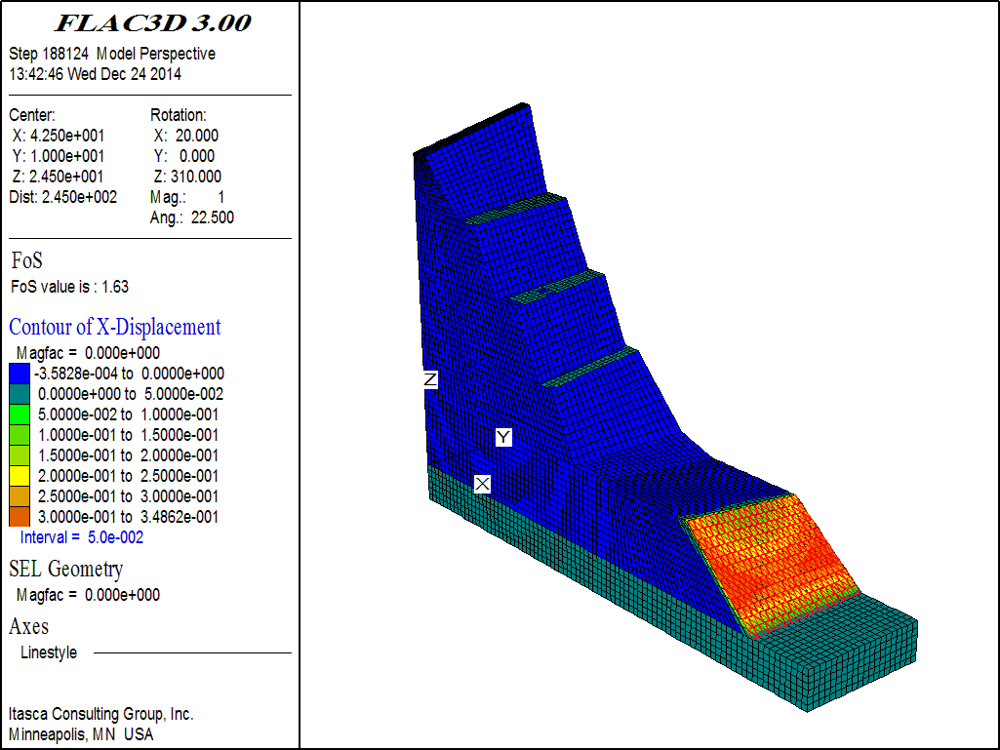 FLAC3D 3.00
Step 188124 Model Perspective
13:42:46 Wed Dec 24 2014
Center: Rotation:
X: 4.250e+001 X: 20.000
Y: 1.000e+001 Y: 0.000
Z: 2.450e+001 Z: 310.000
Dist: 2.450e+002 Mag.: 1
Ang.: 22.500
FoS
FoS value is : 1.63
Contour of X-Displacement
Magfac = 0.000e+000
-3.5828e-004 to 0.0000e+000
0.0000e+000 to 5.0000e-002
5.0000e-002 to 1.0000e-001
1.0000e-001 to 1.5000e-001
1.5000e-001 to 2.0000e-001
2.0000e-001 to 2.5000e-001
2.5000e-001 to 3.0000e-001
3.0000e-001 to 3.4862e-001
Interval = 5.0e-002
SEL Geometry
Magfac = 0.000e+000
Axes
Linestyle
Itasca Consulting Group, Inc.
Minneapolis, MN USA
Z
Y
X